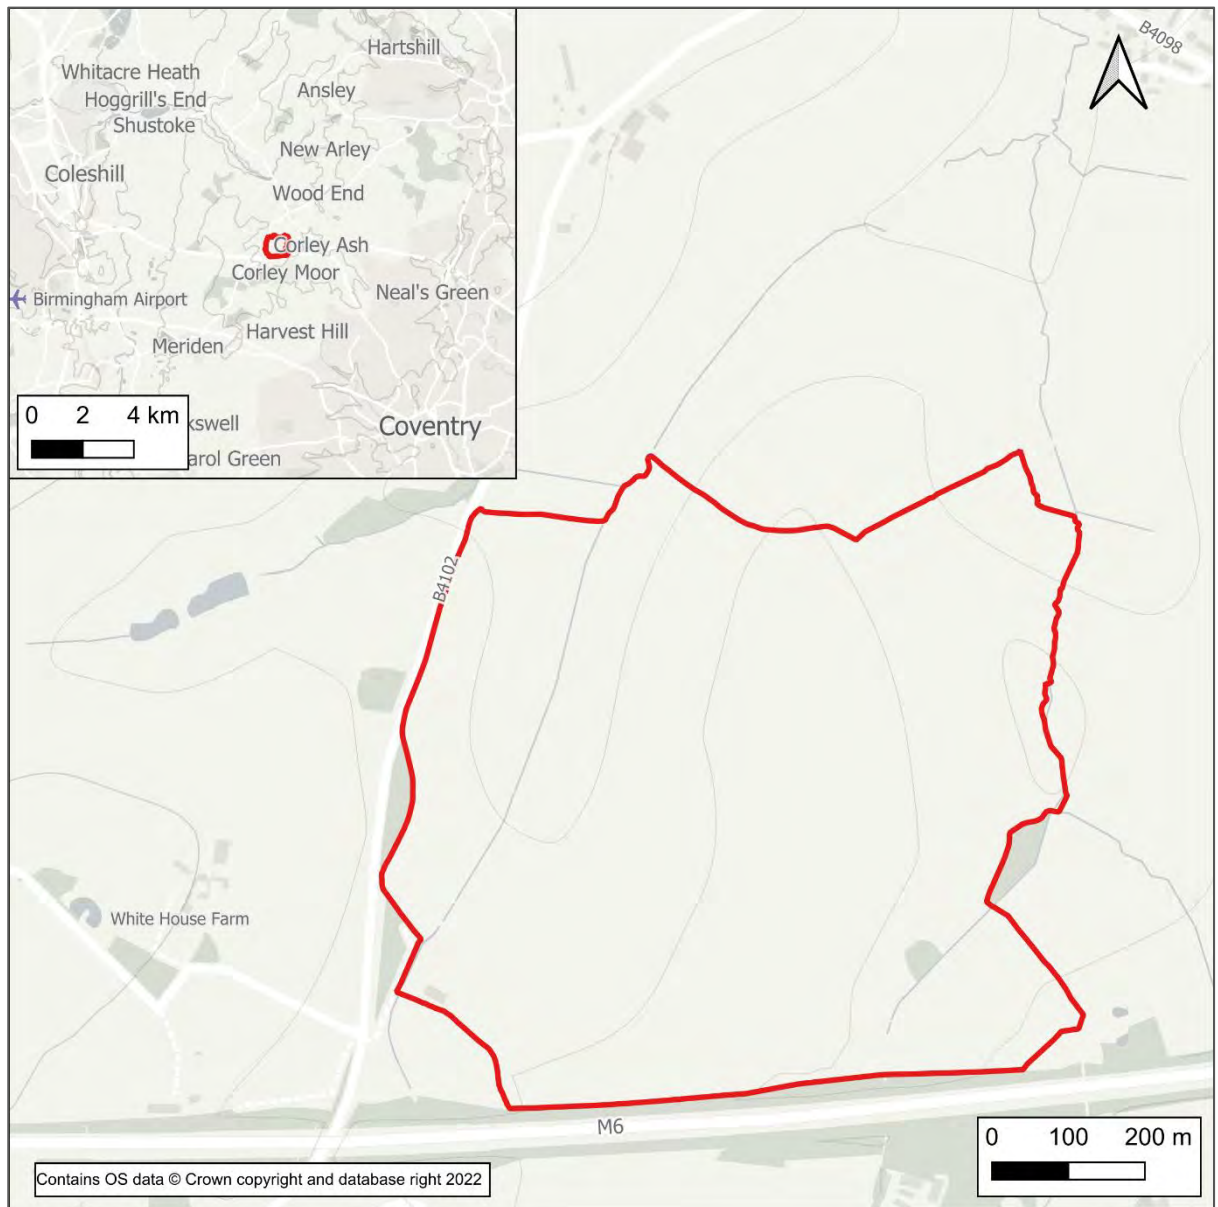 Hartshill
Whitacre Heath
Ansley
Hoggrill's End
Shustoke
New Arley
Coleshill
Wood End
Corley Ash
Corley Moor
Neal's Green
Birmingham Airport
Harvest Hill
Meriden
0 2 4 km
kswell
Coventry
arol Green
B4098
B4102
White House Farm
M6
0 100 200 m
Contains OS data © Crown copyright and database right 2022